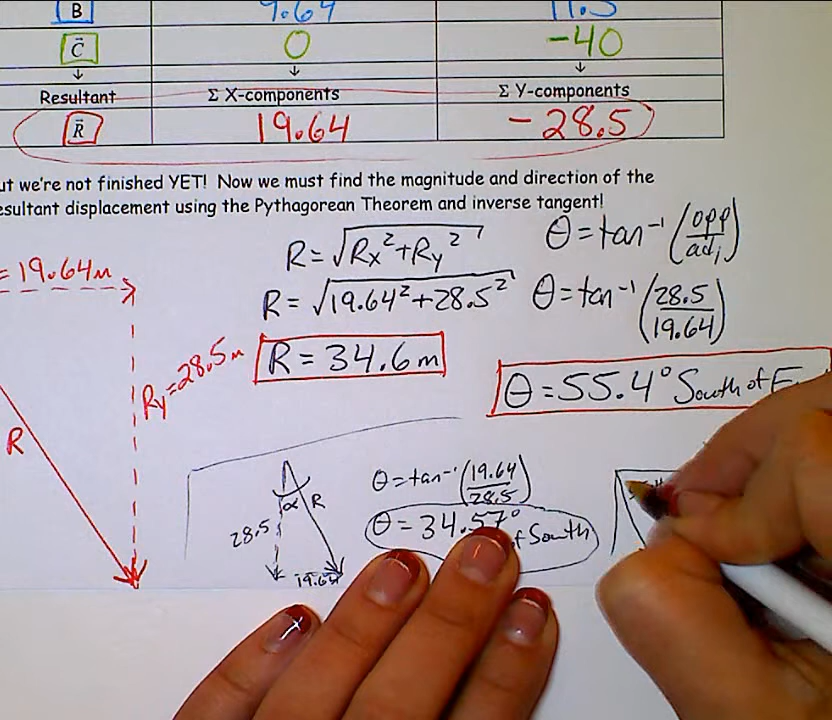 B 9.64 11.5
C 0 -40
↓ ↓ ↓
Resultant Σ X-components Σ Y-components
R 19.64 -28.5
ut we're not finished YET! Now we must find the magnitude and direction of the
esultant displacement using the Pythagorean Theorem and inverse tangent!
= 19.64m
R = √Rx² + Ry²
θ = tan⁻¹ (opp/adj)
R = √19.64² + 28.5²
θ = tan⁻¹ (28.5/19.64)
Ry = 28.5m
R = 34.6m
θ = 55.4° South of E
R
α R
28.5
19.64
θ = tan⁻¹ (19.64/28.5)
θ = 34.57°
f South